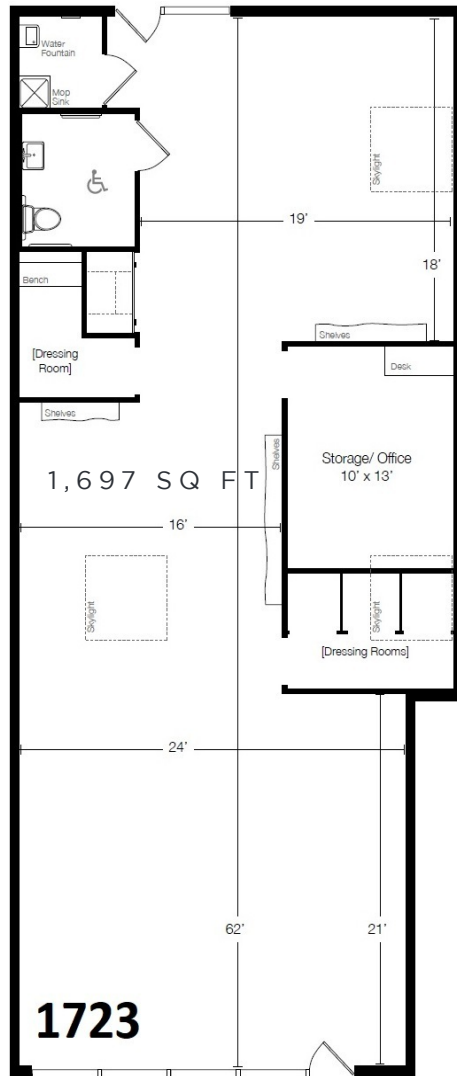 Water
Fountain
Mop
Sink
Skylight
19'
18'
Bench
Shelves
[Dressing
Room]
Desk
Shelves
Shelves
Storage/ Office
10' x 13'
1,697 SQ FT
16'
Skylight
Skylight
[Dressing Rooms]
24'
62'
21'
1723